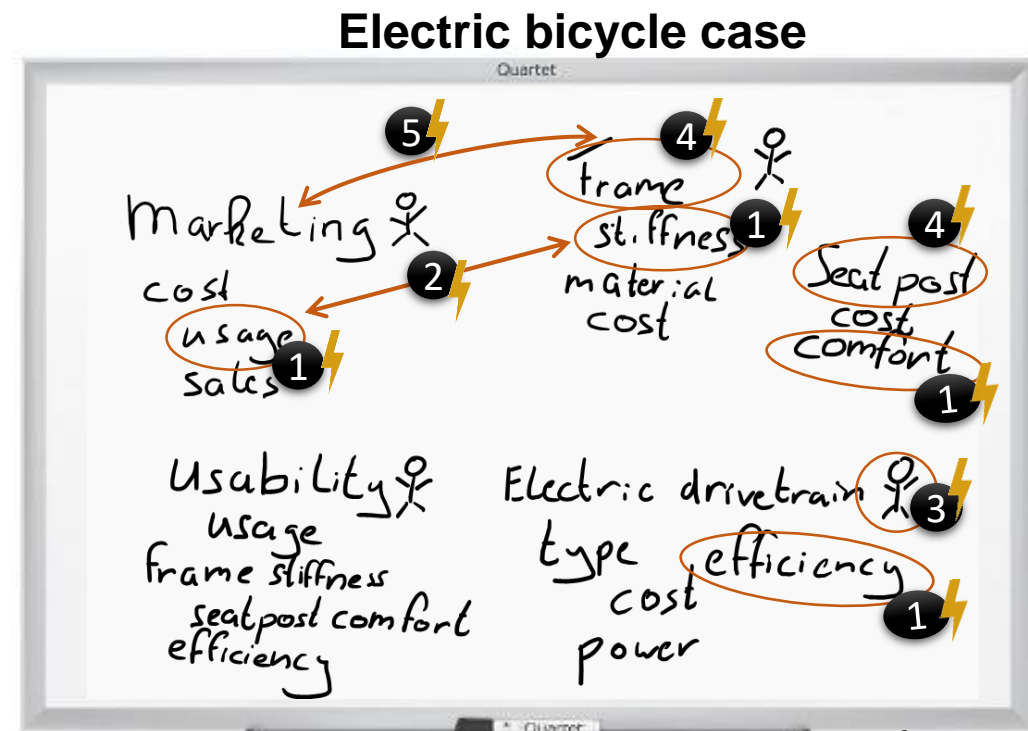 Electric bicycle case
Quartet
5
4
frame
Marketing
stiffness
1
4
cost
2
material
Seat post
usage
cost
cost
1
sales
comfort
1
Usability
Electric drivetrain
3
usage
type
efficiency
frame stiffness
cost
1
seatpost comfort
power
efficiency
Quartet